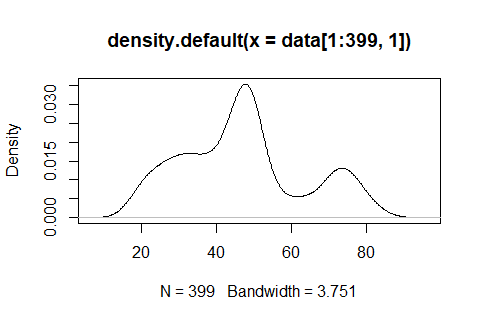 density.default(x = data[1:399, 1])
Density
0.030
0.015
0.000
20 40 60 80
N = 399 Bandwidth = 3.751